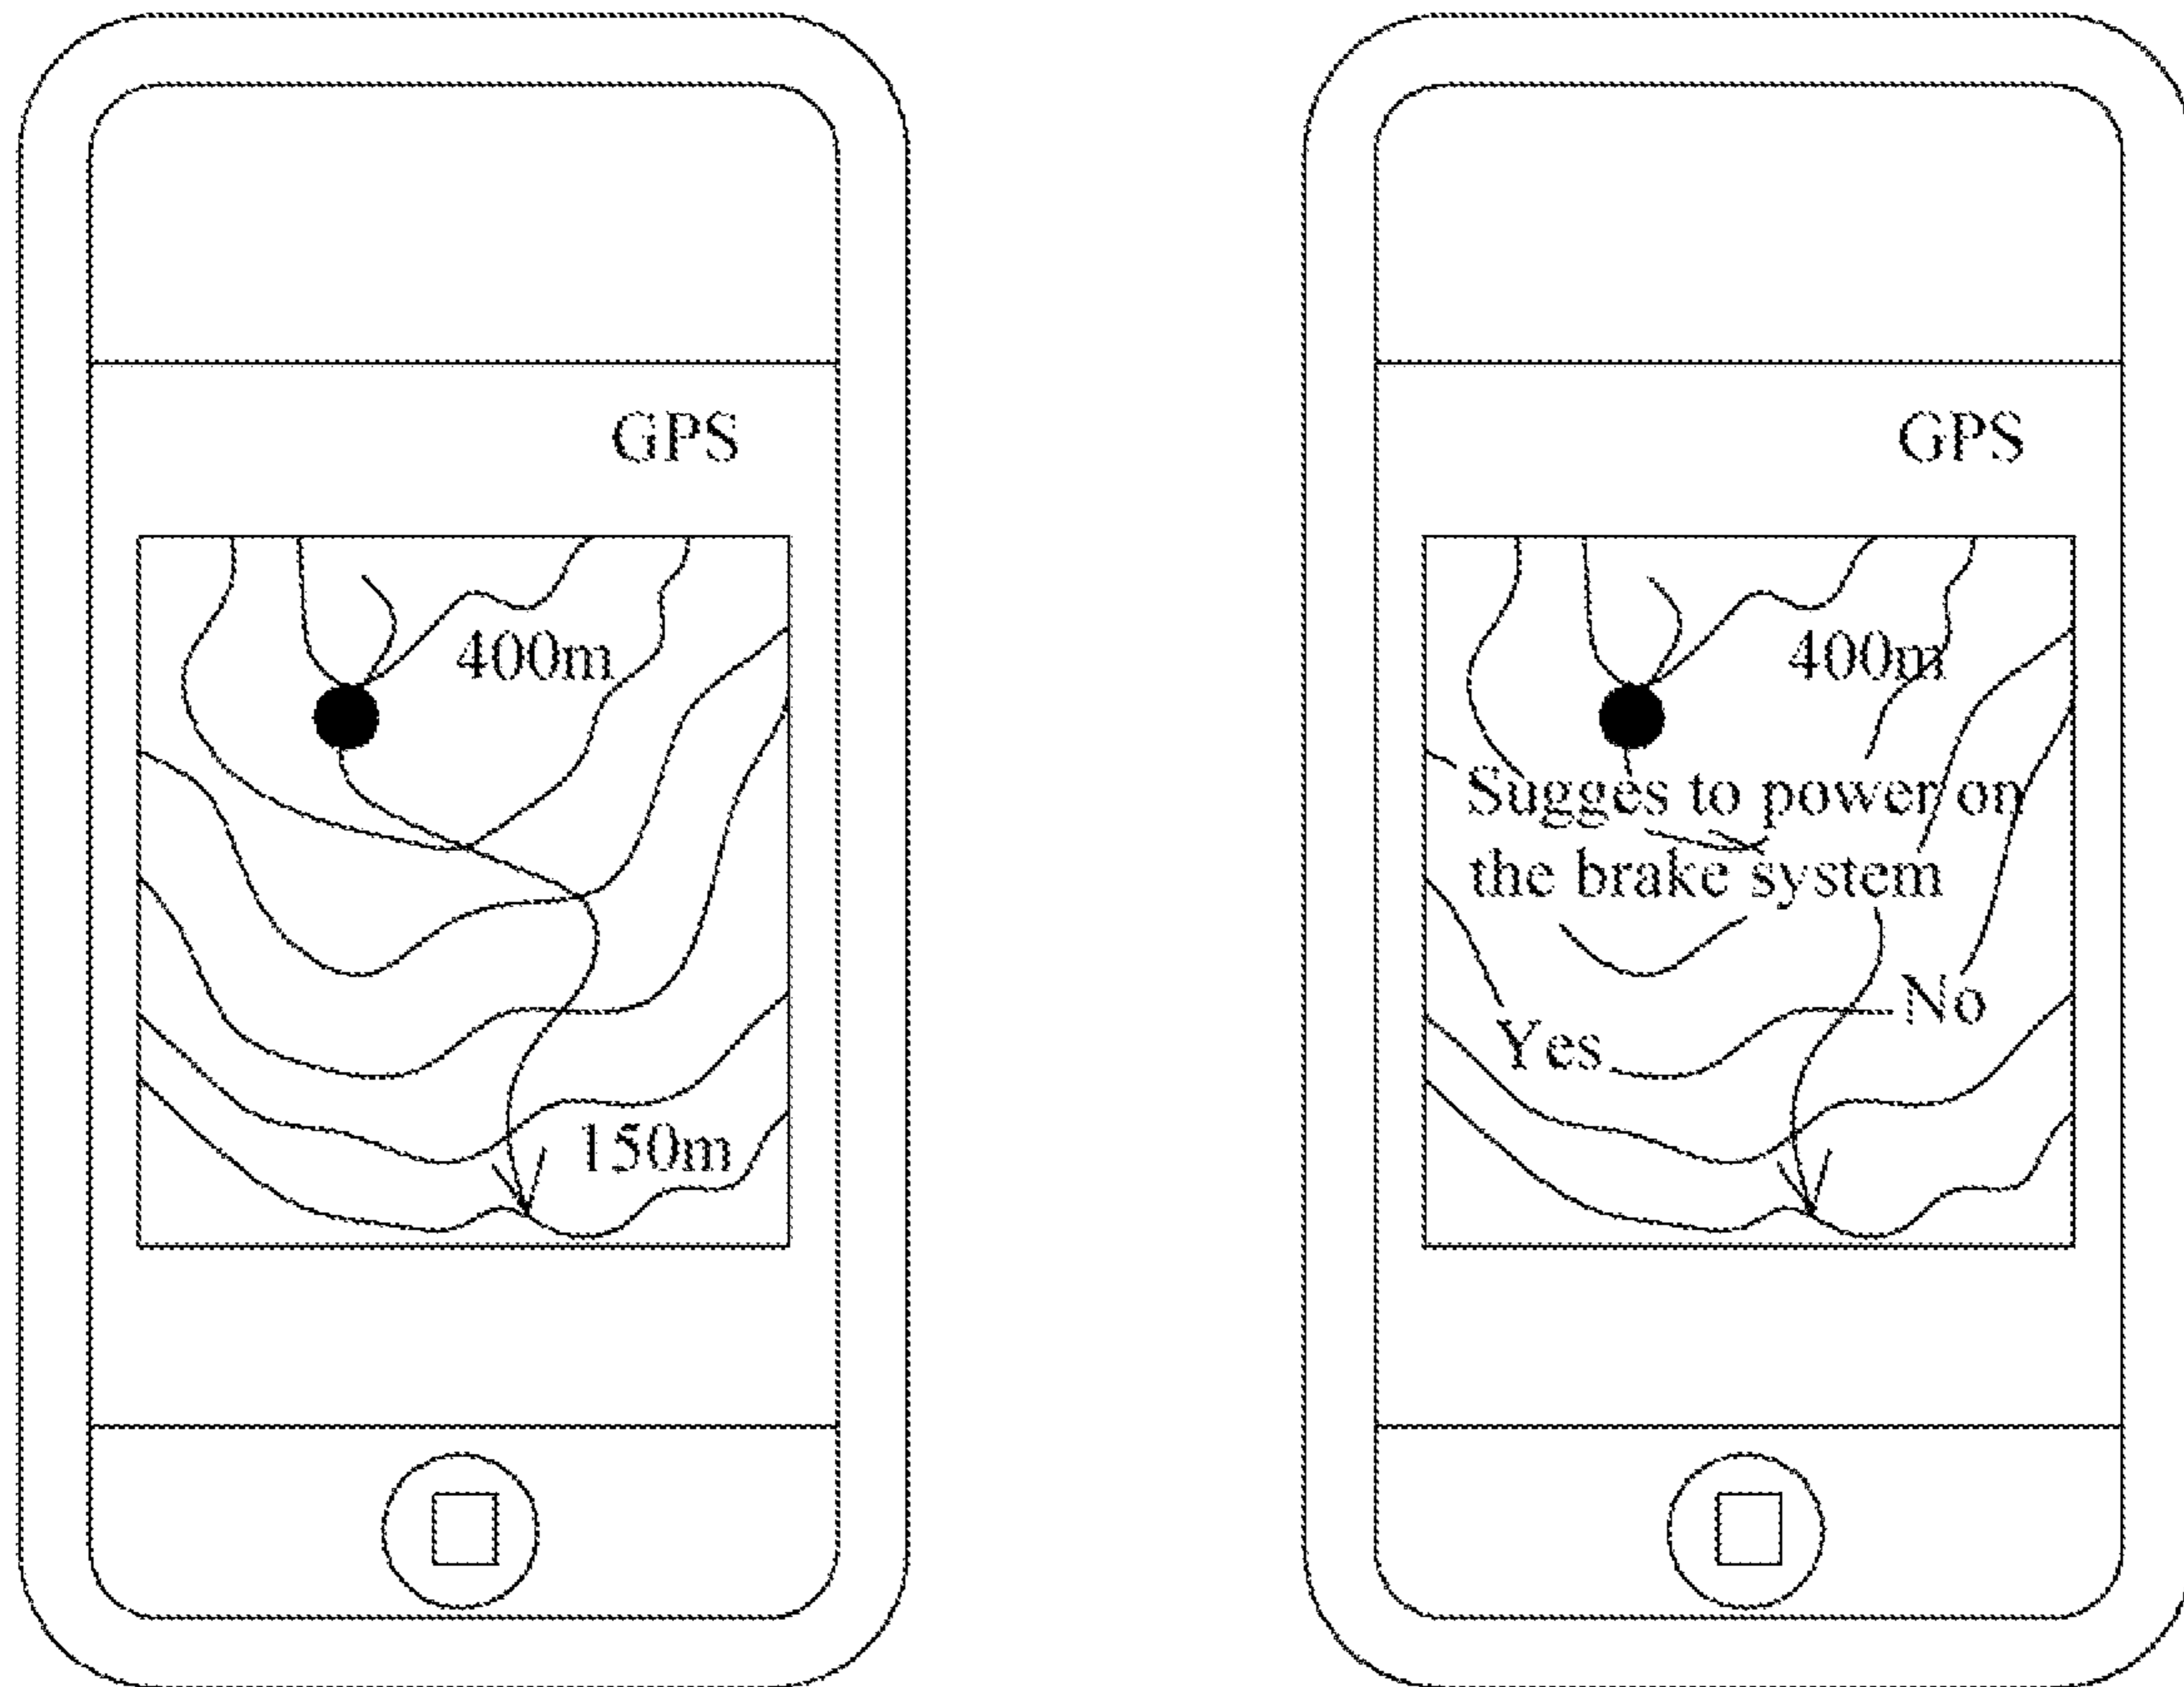 GPS
400m
150m
GPS
400m
Sugges to power on
the brake system
No
Yes